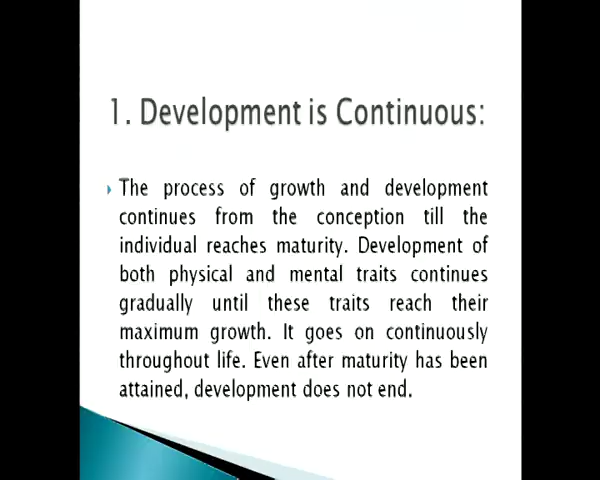 1. Development is Continuous:
The process of growth and development
continues from the conception till the
individual reaches maturity. Development of
both physical and mental traits continues
gradually until these traits reach their
maximum growth. It goes on continuously
throughout life. Even after maturity has been
attained, development does not end.